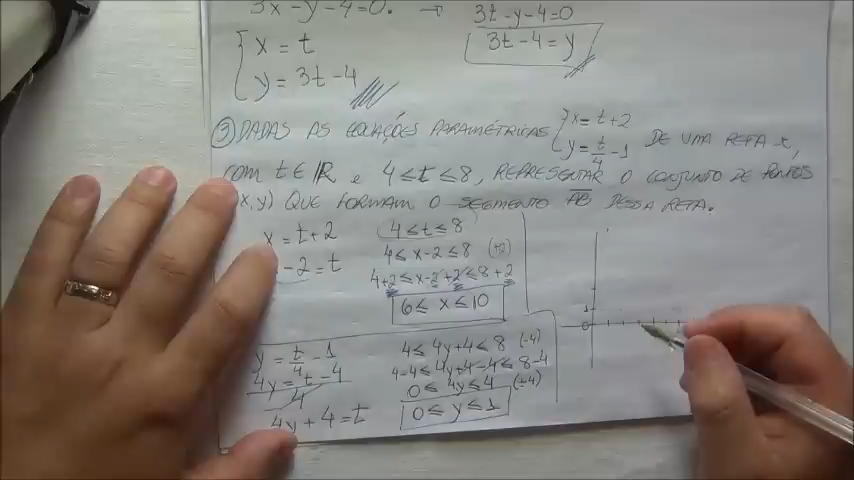 3x-y-4=0. → 3t-y-4=0
x = t
3t-4=y
y = 3t-4
③ DADAS AS EQUAÇÕES PARAMÉTRICAS { x= t+2
y= t/4 -1 DE UMA RETA r,
com t ∈ R e 4≤t≤8, REPRESENTAR O CONJUNTO DE PONTOS
(x,y) QUE FORMAM O SEGMENTO AB DESSA RETA.
x = t+2
-2 = t
4≤t≤8
4≤ x-2 ≤8 (+2)
4+2 ≤ x-2+2 ≤ 8+2
6 ≤ x ≤ 10
y = t/4 -1
4y = t-4
4
4y + 4 = t
4 ≤ 4y+4 ≤ 8 (-4)
4-4 ≤ 4y+4-4 ≤ 8-4
0 ≤ 4y ≤ 4 (÷4)
0 ≤ y ≤ 1
1
0